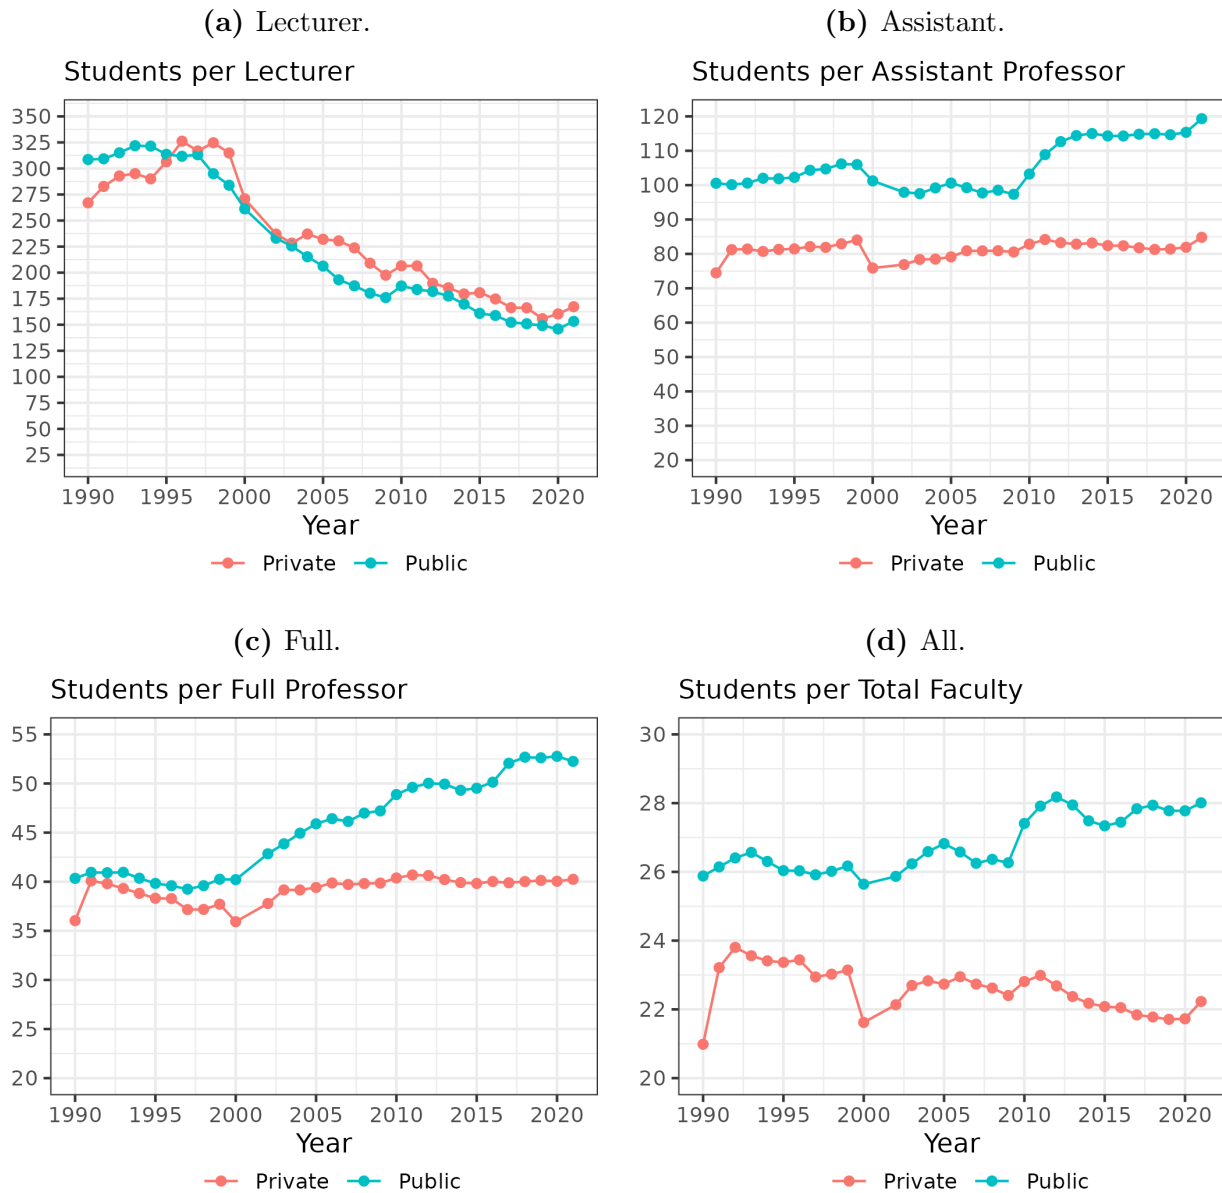 (a) Lecturer.
Students per Lecturer
350
325
300
275
250
225
200
175
150
125
100
75
50
25
1990 1995 2000 2005 2010 2015 2020
Year
Private Public
(b) Assistant.
Students per Assistant Professor
120
110
100
90
80
70
60
50
40
30
20
1990 1995 2000 2005 2010 2015 2020
Year
Private Public
(c) Full.
Students per Full Professor
55
50
45
40
35
30
25
20
1990 1995 2000 2005 2010 2015 2020
Year
Private Public
(d) All.
Students per Total Faculty
30
28
26
24
22
20
1990 1995 2000 2005 2010 2015 2020
Year
Private Public